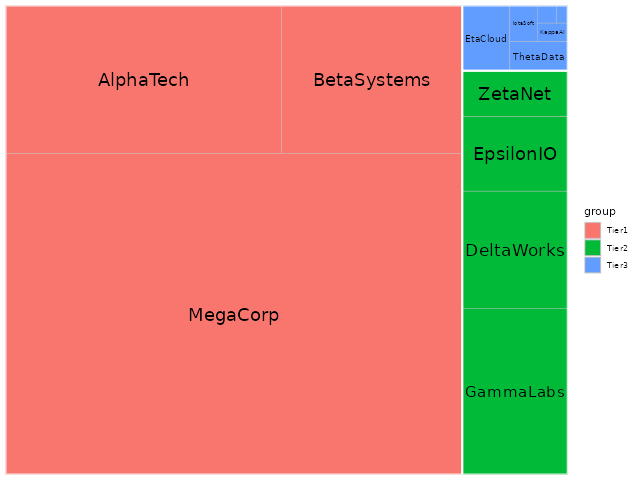 AlphaTech
BetaSystems
MegaCorp
EtaCloud
IotaSoft
KappaAI
ThetaData
ZetaNet
EpsilonIO
DeltaWorks
GammaLabs
group
Tier1
Tier2
Tier3